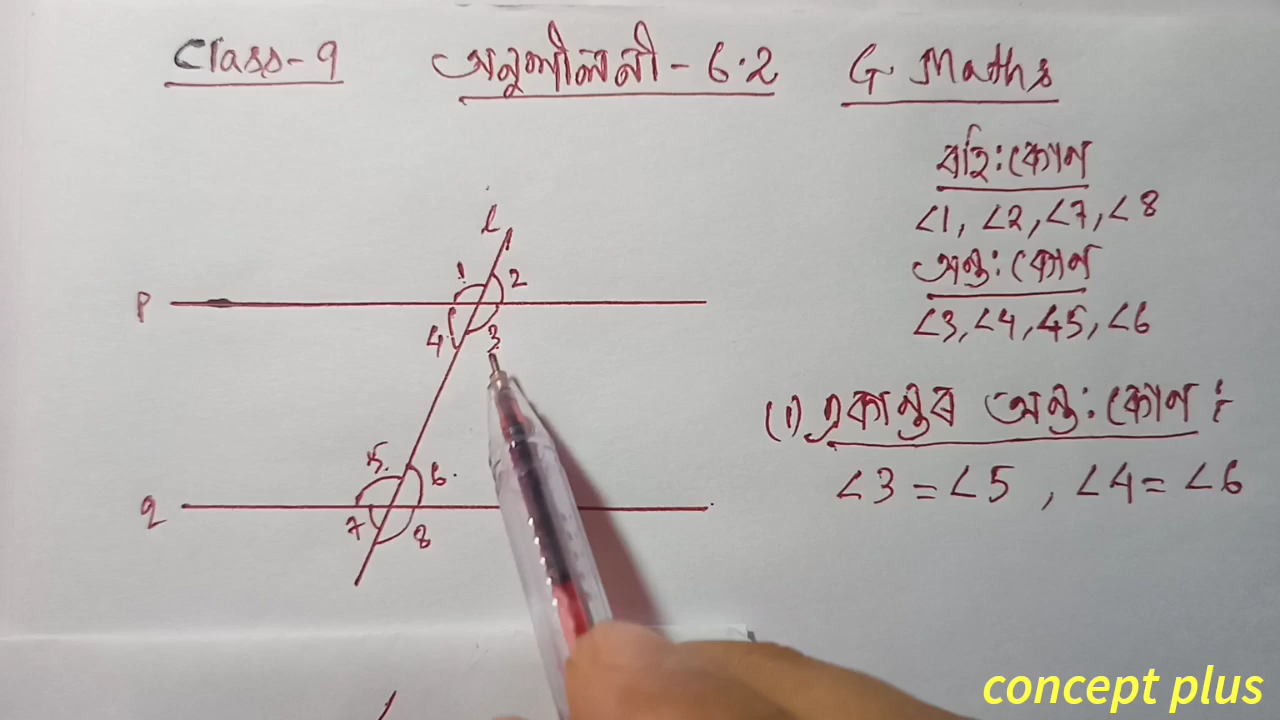 Class-9 অনুশীলনী - 6.2 G. Maths
বহি:কোণ
∠1, ∠2, ∠7, ∠8
অন্ত:কোণ
∠3, ∠4, ∠5, ∠6
(1) একান্তৰ অন্ত:কোণ :
∠3 = ∠5 , ∠4 = ∠6
l
1 2
P
4 3
5 6
q
7 8
concept plus